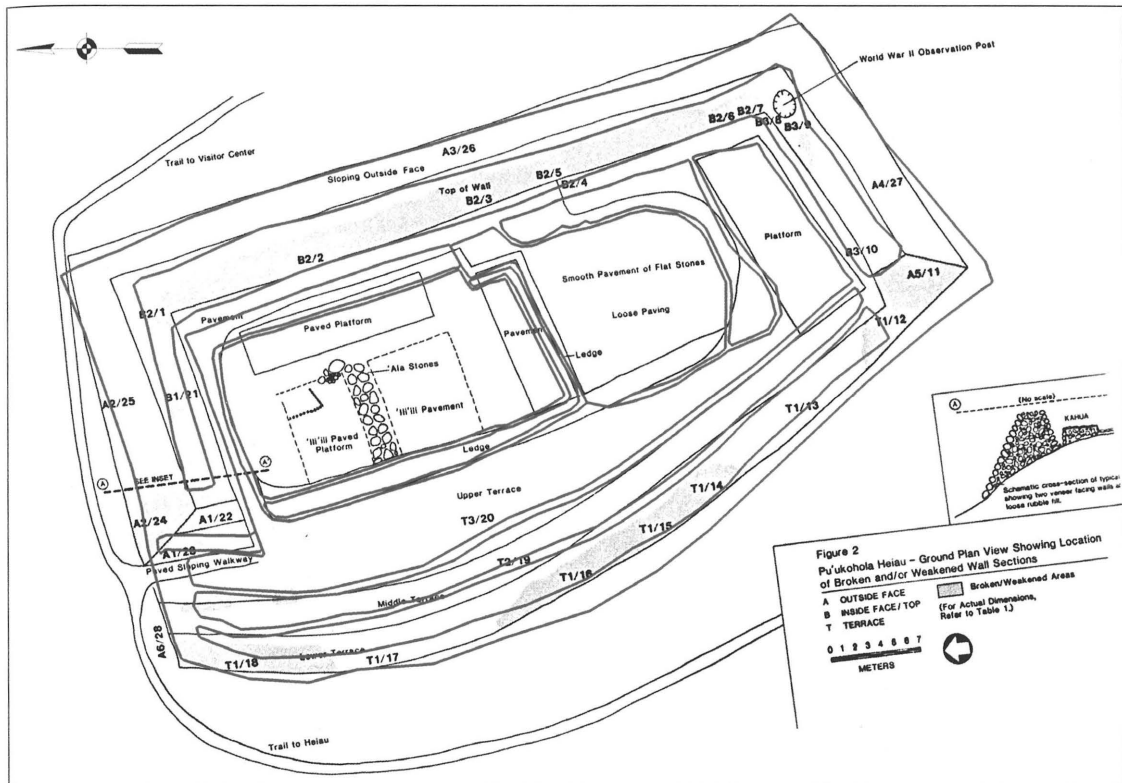 World War II Observation Post
Trail to Visitor Center
A3/26
Sloping Outside Face
B2/6
B2/7
B3/8
B3/9
Top of Wall
B2/3
B2/5
B2/4
A4/27
B2/2
B3/10
A5/11
Platform
B2/1
Pavement
Smooth Pavement of Flat Stones
Paved Platform
Loose Paving
Pavemen
T1/12
'Ala Stones
Ledge
A2/25
B1/21
'Ili'ili Pavement
T1/13
'Ili'ili Paved
Platform
Ledge
A
SEE INSET
A'
Upper Terrace
T1/14
A2/24
A1/22
T3/20
T1/15
Paved Sloping Walkway
T2/19
T1/16
Middle Terrace
A6/28
Lower Terrace
T1/18
T1/17
Trail to Heiau
A
(No scale)
KAHUA
Schematic cross-section of typical
showing two veneer facing walls
loose rubble hill.
Figure 2
Pu'ukohola Heiau - Ground Plan View Showing Location
of Broken and/or Weakened Wall Sections
A OUTSIDE FACE
B INSIDE FACE/TOP
T TERRACE
Broken/Weakened Areas
(For Actual Dimensions,
Refer to Table 1.)
0 1 2 3 4 5 6 7
METERS